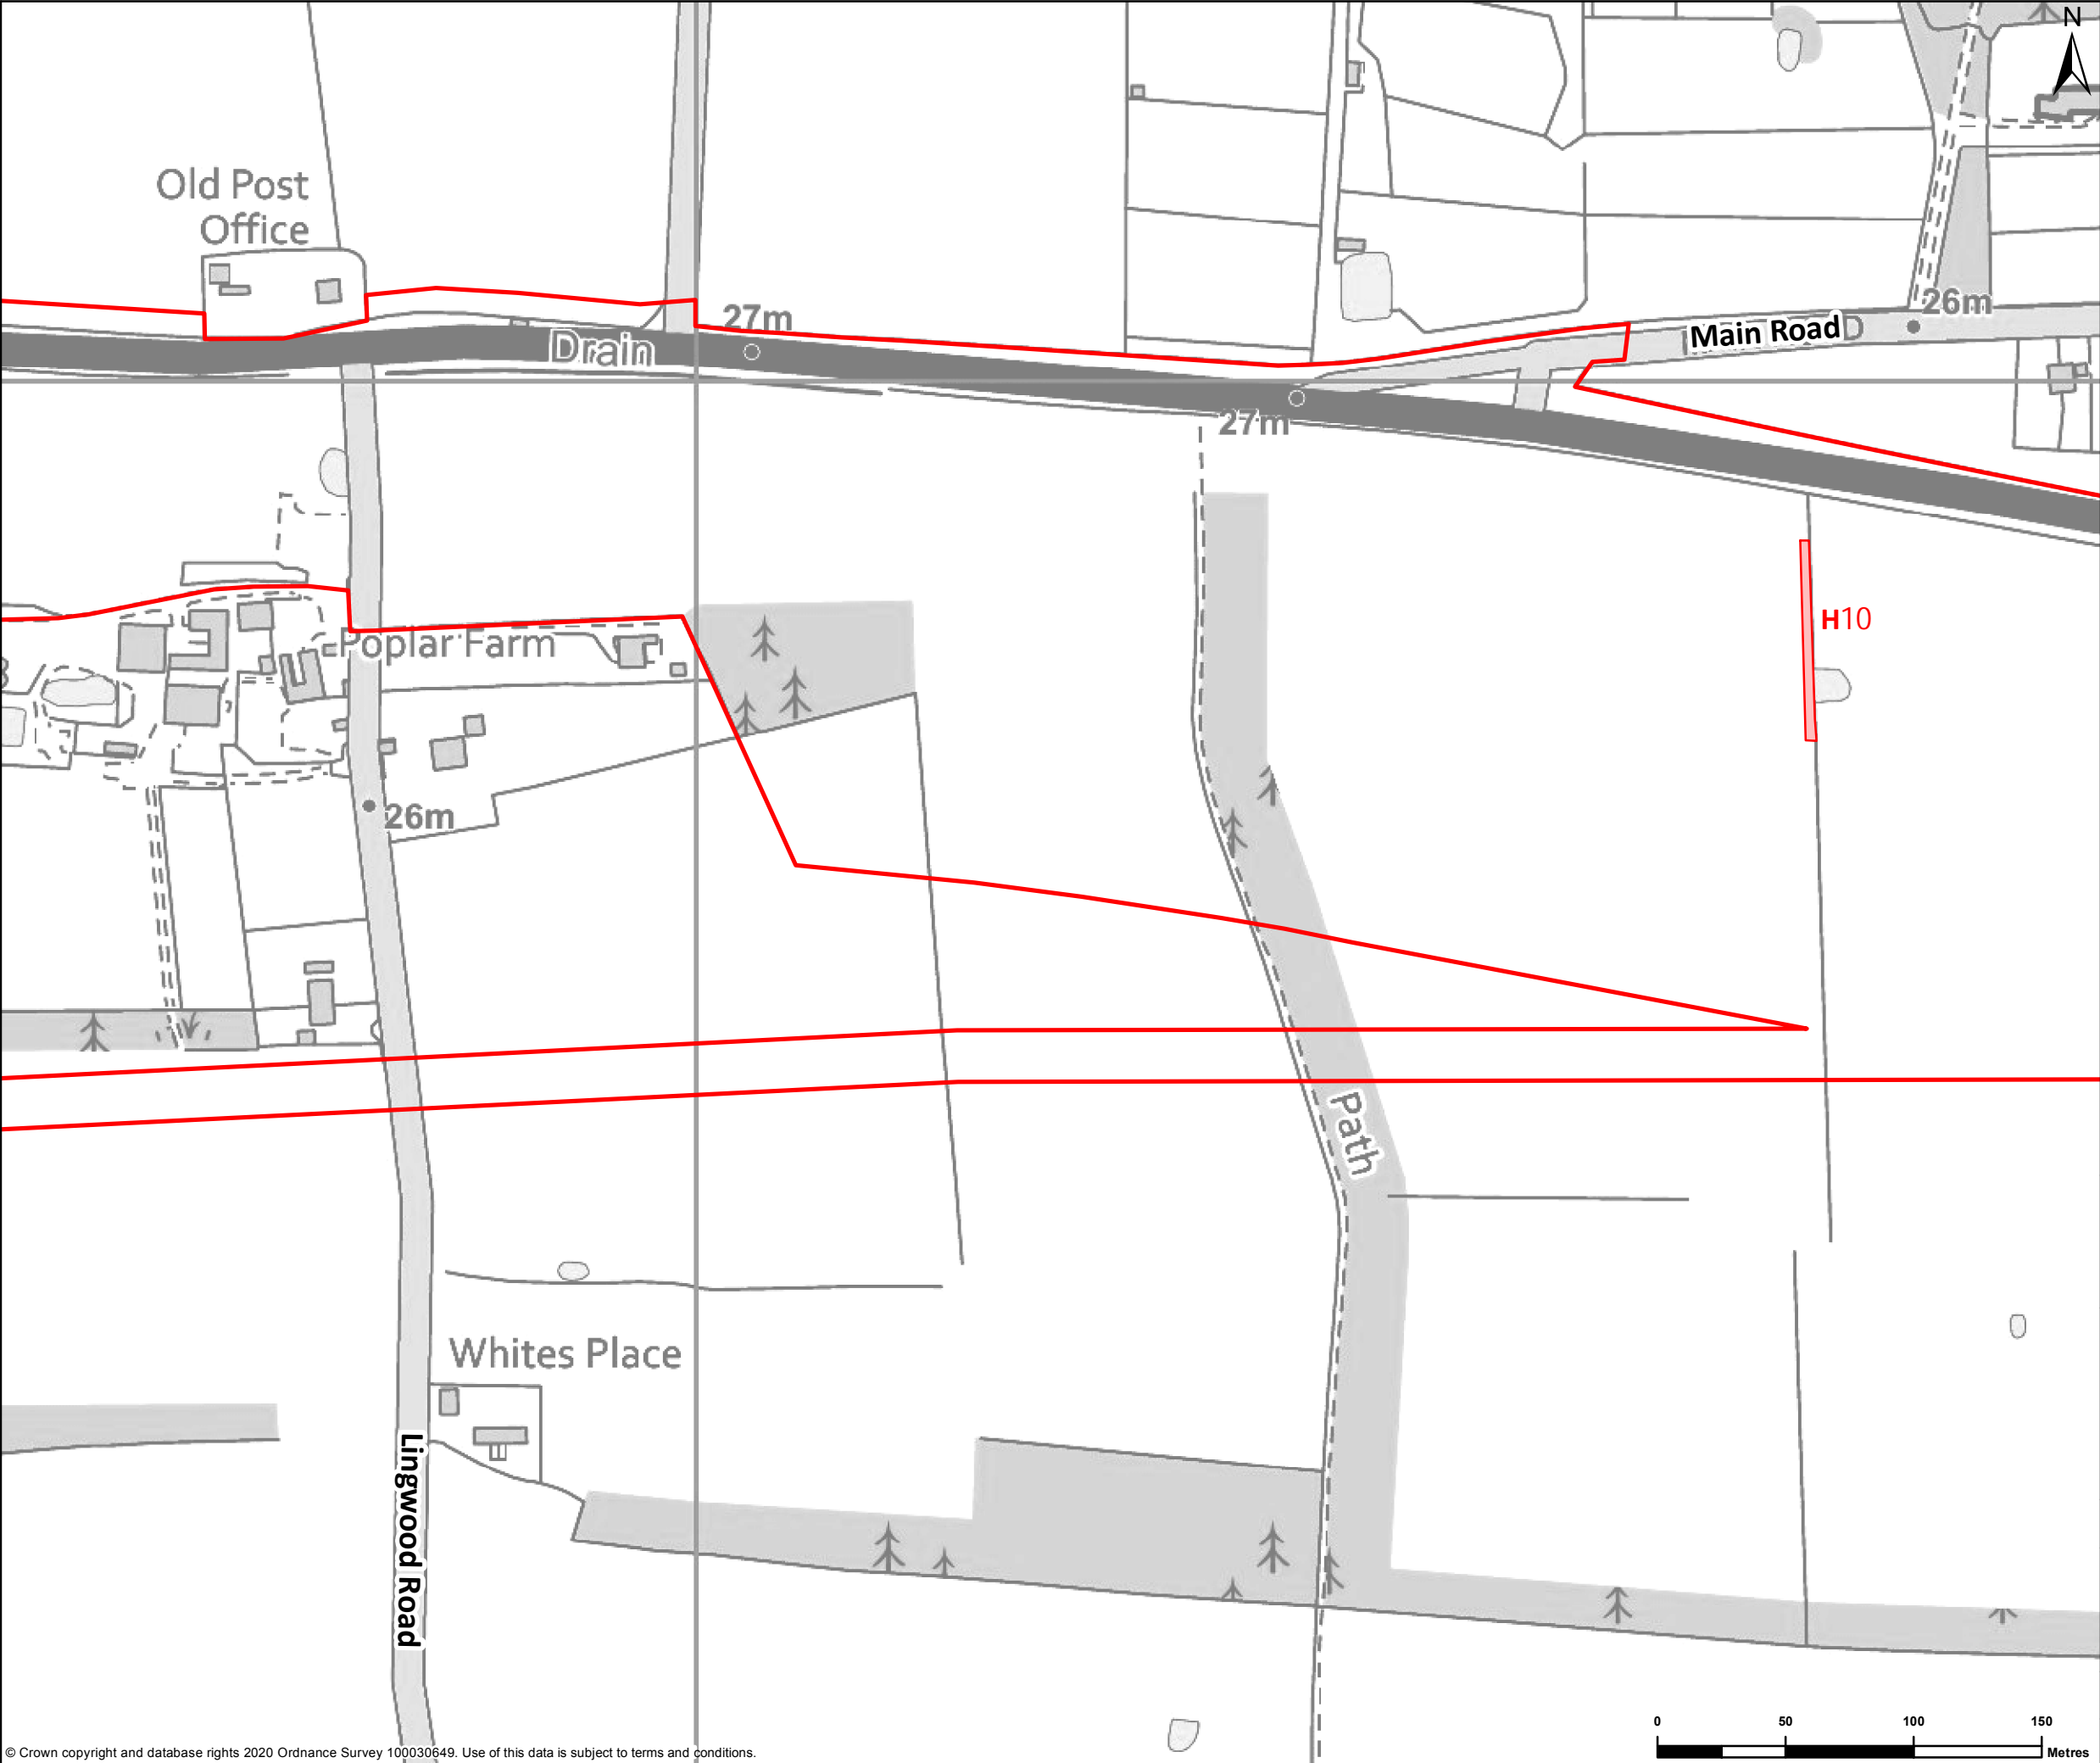 N
Old Post
Office
27m
Drain
Main Road
26m
27m
H10
Poplar Farm
26m
Path
Whites Place
Lingwood Road
0 50 100 150
Metres
© Crown copyright and database rights 2020 Ordnance Survey 100030649. Use of this data is subject to terms and conditions.